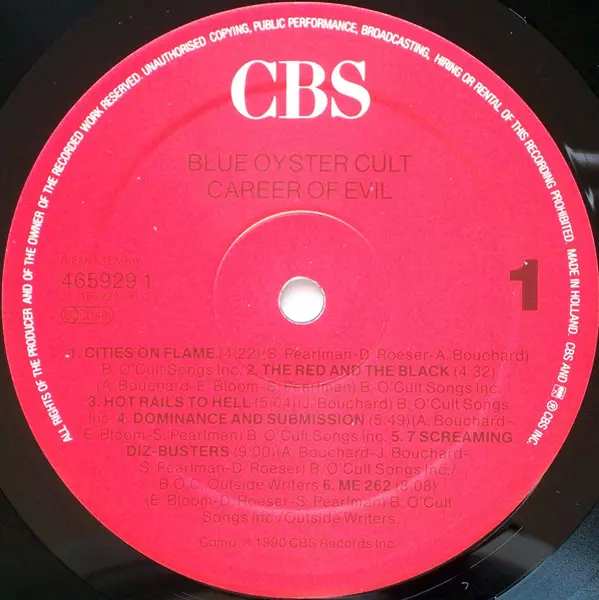 ALL RIGHTS OF THE PRODUCER AND OF THE OWNER OF THE RECORDED WORK RESERVED. UNAUTHORISED COPYING, PUBLIC PERFORMANCE, BROADCASTING, HIRING OR RENTAL OF THIS RECORDING PROHIBITED. MADE IN HOLLAND. CBS AND ℗ CBS INC.
CBS
BLUE ÖYSTER CULT
CAREER OF EVIL
465929 1
1
1. CITIES ON FLAME (4:22) (S. Pearlman-D. Roeser-A. Bouchard)
B. O'Cult Songs Inc. 2. THE RED AND THE BLACK (4:32)
(A. Bouchard-E. Bloom-S. Pearlman) B. O'Cult Songs Inc.
3. HOT RAILS TO HELL (5:04) (J. Bouchard) B. O'Cult Songs
Inc. 4. DOMINANCE AND SUBMISSION (5:49) (A. Bouchard-
E. Bloom-S. Pearlman) B. O'Cult Songs Inc. 5. 7 SCREAMING
DIZ-BUSTERS (9:00) (A. Bouchard-J. Bouchard-
S. Pearlman-D. Roeser) B. O'Cult Songs Inc./
B.O.C. Outside Writers 6. ME 262 (8:08)
(E. Bloom-D. Roeser-S. Pearlman) B. O'Cult
Songs Inc./Outside Writers
Comp. ℗ 1990 CBS Records Inc.